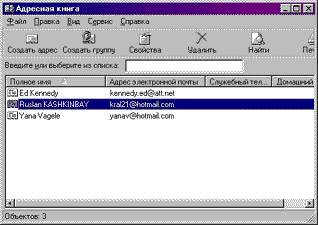 Адресная книга
Файл Правка Вид Сервис Справка
Создать адрес Создать группу Свойства Удалить Найти Печ
Введите или выберите из списка:
Полное имя Адрес электронной почты Служебный тел... Домашний
Ed Kennedy kennedy.ed@att.net
Ruslan KASHKINBAY kral21@hotmail.com
Yana Vagele yanav@hotmail.com
Объектов: 3